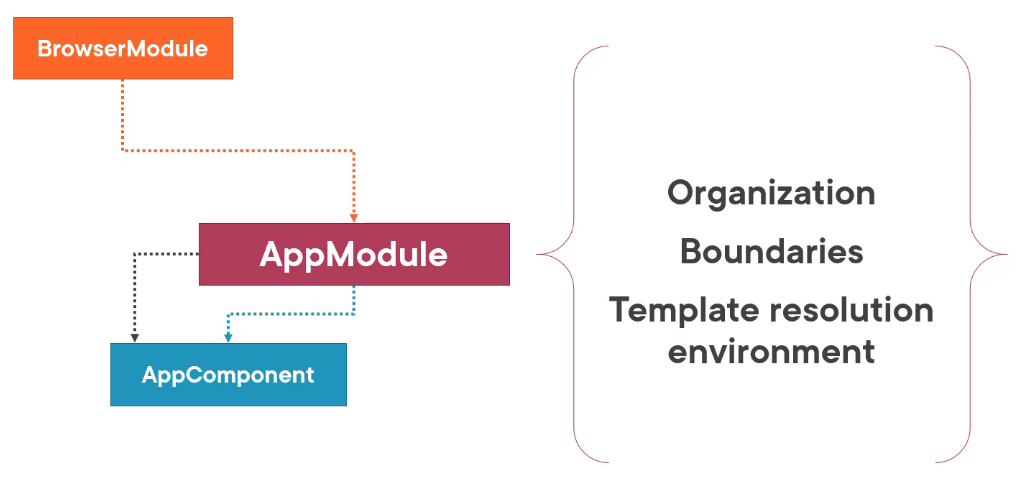 BrowserModule
AppModule
AppComponent
Organization
Boundaries
Template resolution
environment